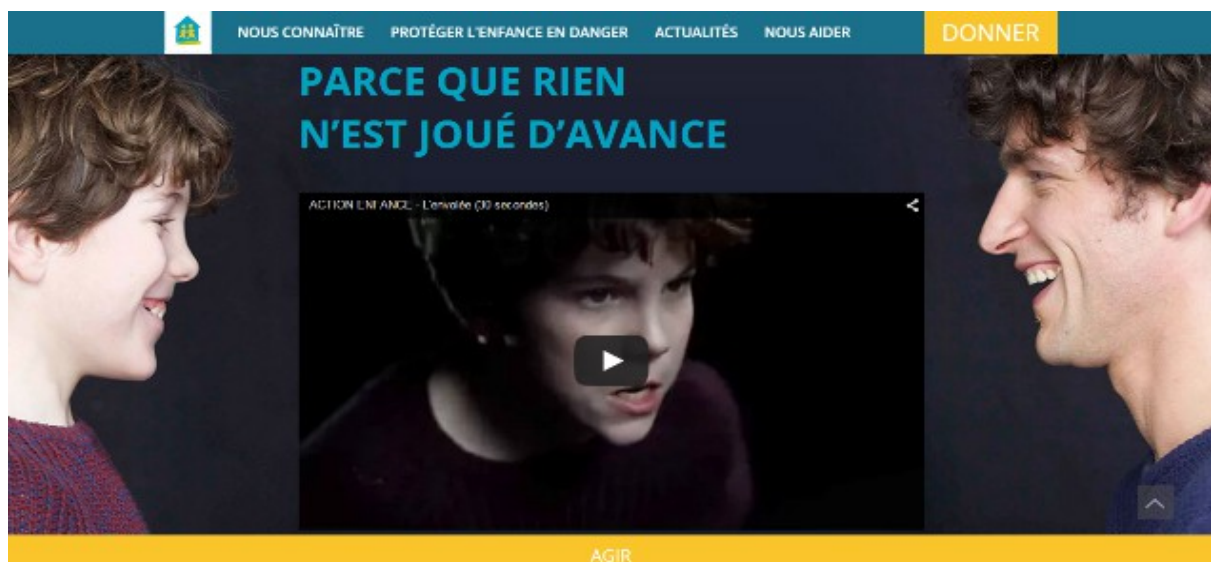 NOUS CONNAÎTRE PROTÉGER L'ENFANCE EN DANGER ACTUALITÉS NOUS AIDER DONNER
PARCE QUE RIEN
N'EST JOUÉ D'AVANCE
ACTION ENFANCE - L'envolée (30 secondes)
AGIR